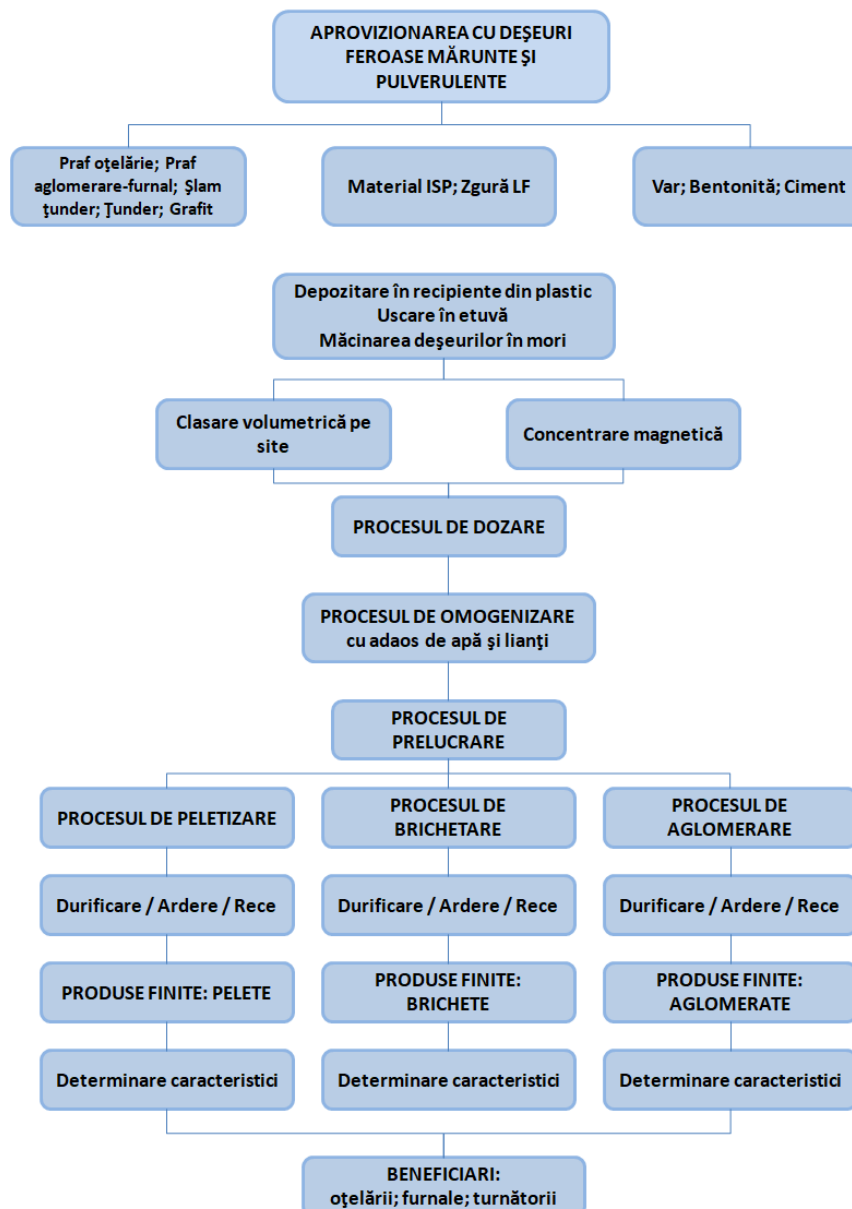 APROVIZIONAREA CU DEŞEURI
FEROASE MĂRUNTE ŞI
PULVERULENTE
Praf oţelărie; Praf
aglomerare-furnal; Şlam
ţunder; Ţunder; Grafit
Material ISP; Zgură LF
Var; Bentonită; Ciment
Depozitare în recipiente din plastic
Uscare în etuvă
Măcinarea deşeurilor în mori
Clasare volumetrică pe
site
Concentrare magnetică
PROCESUL DE DOZARE
PROCESUL DE OMOGENIZARE
cu adaos de apă şi lianţi
PROCESUL DE
PRELUCRARE
PROCESUL DE PELETIZARE
PROCESUL DE
BRICHETARE
PROCESUL DE
AGLOMERARE
Durificare / Ardere / Rece
Durificare / Ardere / Rece
Durificare / Ardere / Rece
PRODUSE FINITE: PELETE
PRODUSE FINITE:
BRICHETE
PRODUSE FINITE:
AGLOMERATE
Determinare caracteristici
Determinare caracteristici
Determinare caracteristici
BENEFICIARI:
oţelării; furnale; turnătorii